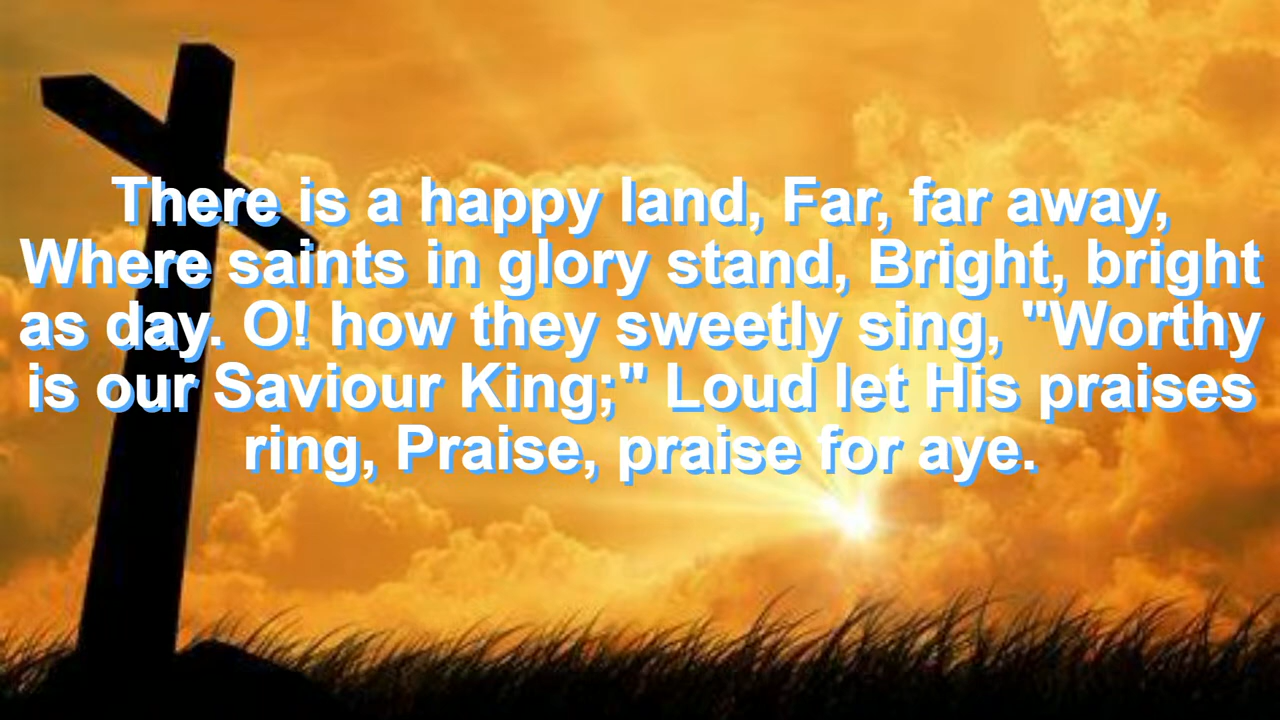 There is a happy land, Far, far away,
Where saints in glory stand, Bright, bright
as day. O! how they sweetly sing, "Worthy
is our Saviour King;" Loud let His praises
ring, Praise, praise for aye.